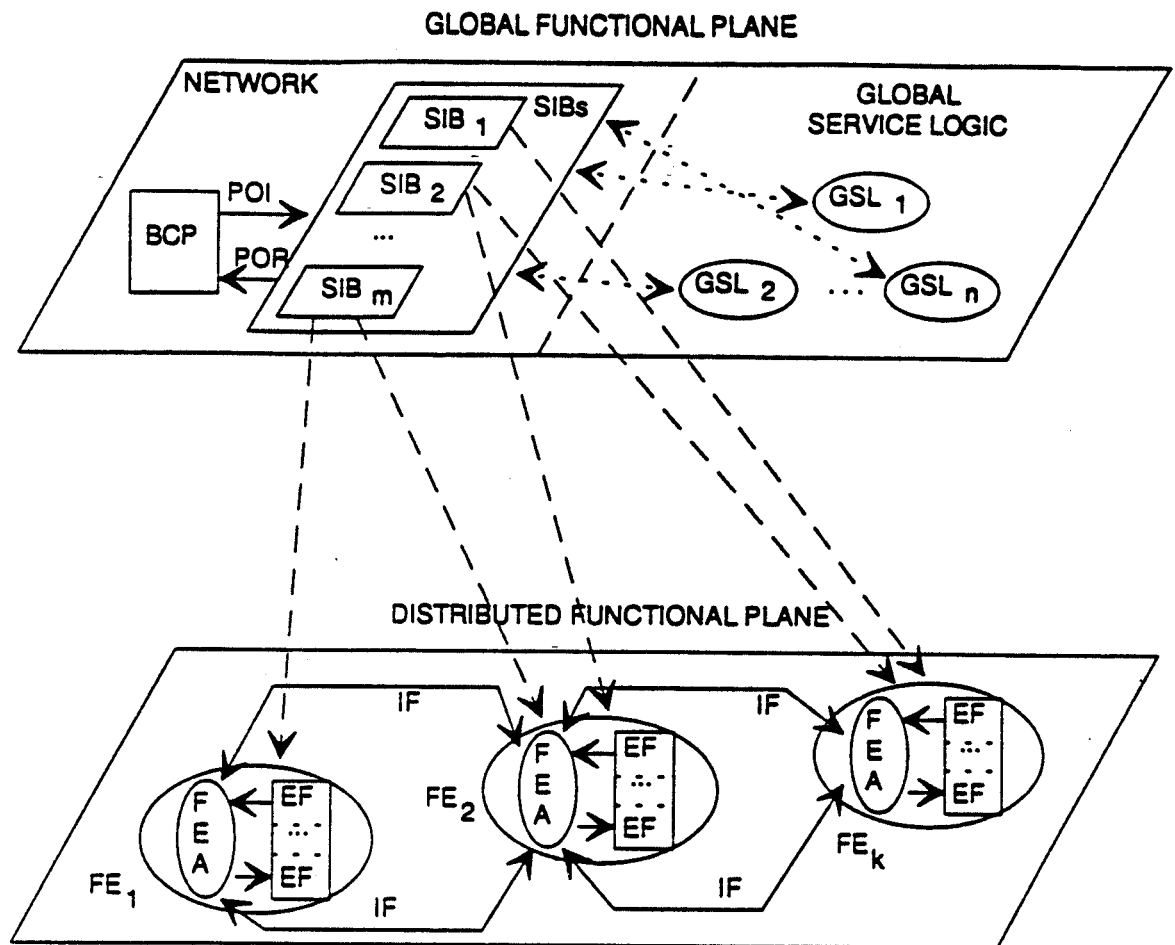 GLOBAL FUNCTIONAL PLANE
NETWORK
SIBs
GLOBAL
SERVICE LOGIC
SIB 1
SIB 2
...
SIB m
POI
BCP
POR
GSL 1
GSL 2
...
GSL n
DISTRIBUTED FUNCTIONAL PLANE
IF
IF
F
E
A
EF
...
EF
FE 1
F
E
A
EF
...
EF
FE 2
F
E
A
EF
...
EF
FE k
IF
IF